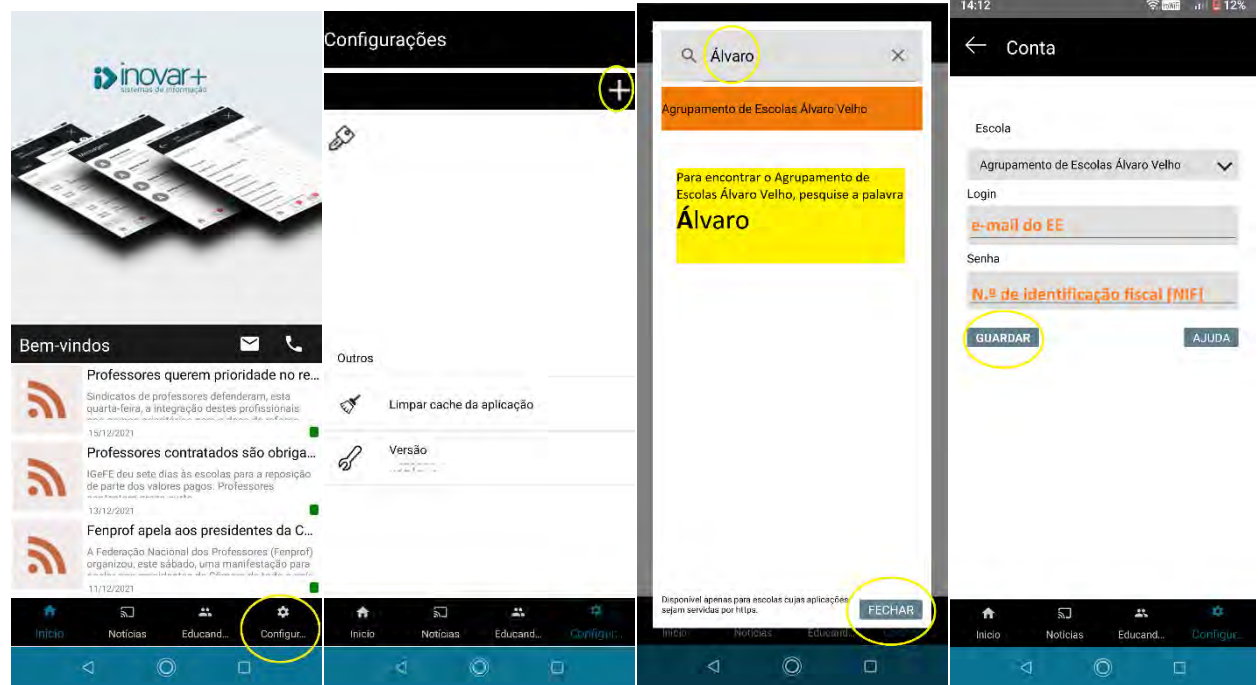 inovar+
sistemas de informação
Bem-vindos
Professores querem prioridade no re...
Sindicatos de professores defenderam, esta
quarta-feira, a integração destes profissionais
15/12/2021
Professores contratados são obriga...
IGeFE deu sete dias às escolas para a reposição
de parte dos valores pagos. Professores
13/12/2021
Fenprof apela aos presidentes da C...
A Federação Nacional dos Professores (Fenprof)
organizou, este sábado, uma manifestação para
11/12/2021
Inicio
Notícias
Educand...
Configur...
Configurações
Outros
Limpar cache da aplicação
Versão
Inicio
Notícias
Educand...
Configur...
Álvaro
Agrupamento de Escolas Álvaro Velho
Para encontrar o Agrupamento de
Escolas Álvaro Velho, pesquise a palavra
Álvaro
Disponível apenas para escolas cujas aplicações
sejam servidas por https.
FECHAR
Inicio
Notícias
Educand...
14:12
12%
Conta
Escola
Agrupamento de Escolas Álvaro Velho
Login
e-mail do EE
Senha
N.º de identificação fiscal [NIF[
GUARDAR
AJUDA
Inicio
Notícias
Educand...
Configur...